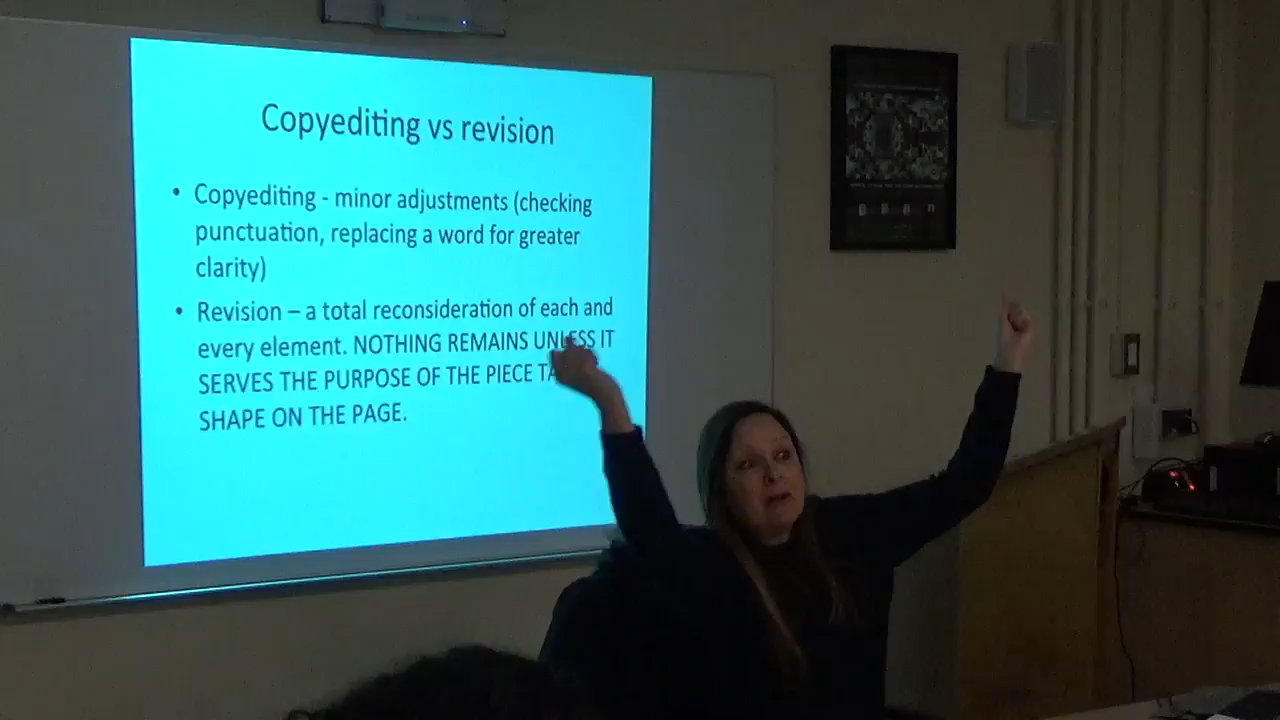 Copyediting vs revision
• Copyediting - minor adjustments (checking
punctuation, replacing a word for greater
clarity)
• Revision – a total reconsideration of each and
every element. NOTHING REMAINS UNLESS IT
SERVES THE PURPOSE OF THE PIECE
SHAPE ON THE PAGE.